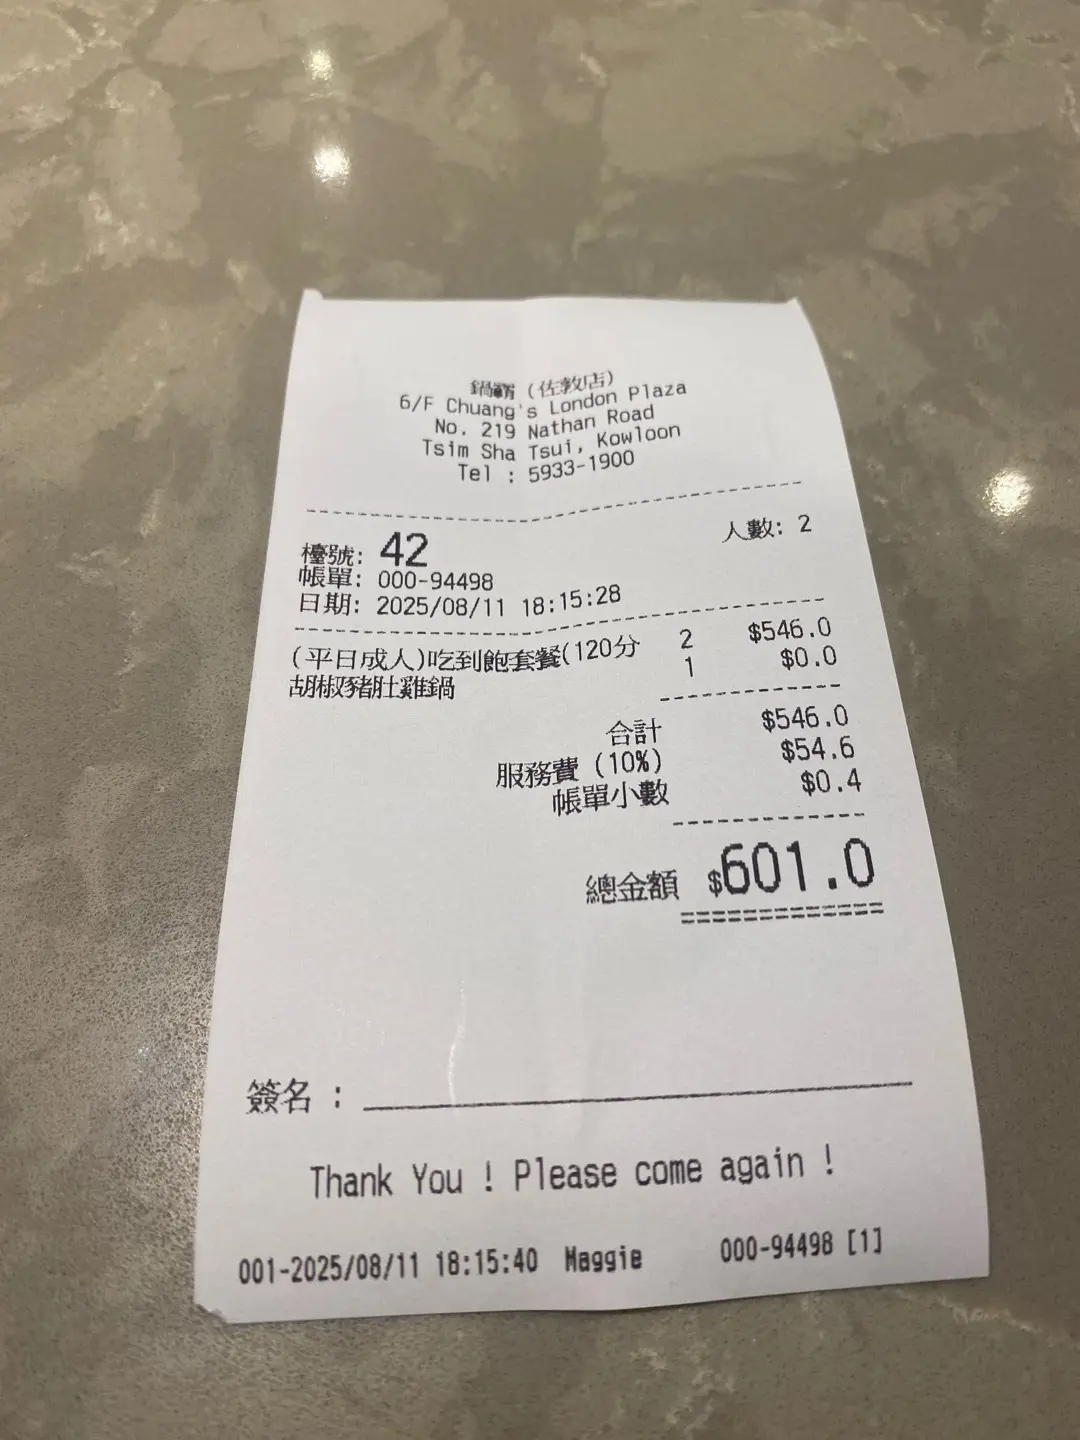 鍋霸 (佐敦店)
6/F Chuang's London Plaza
No. 219 Nathan Road
Tsim Sha Tsui, Kowloon
Tel : 5933-1900
檯號: 42 人數: 2
帳單: 000-94498
日期: 2025/08/11 18:15:28
(平日成人)吃到飽套餐(120分 2 $546.0
胡椒豬肚雞鍋 1 $0.0
合計 $546.0
服務費 (10%) $54.6
帳單小數 $0.4
總金額 $601.0
簽名 :
Thank You ! Please come again !
001-2025/08/11 18:15:40 Maggie 000-94498 [1]